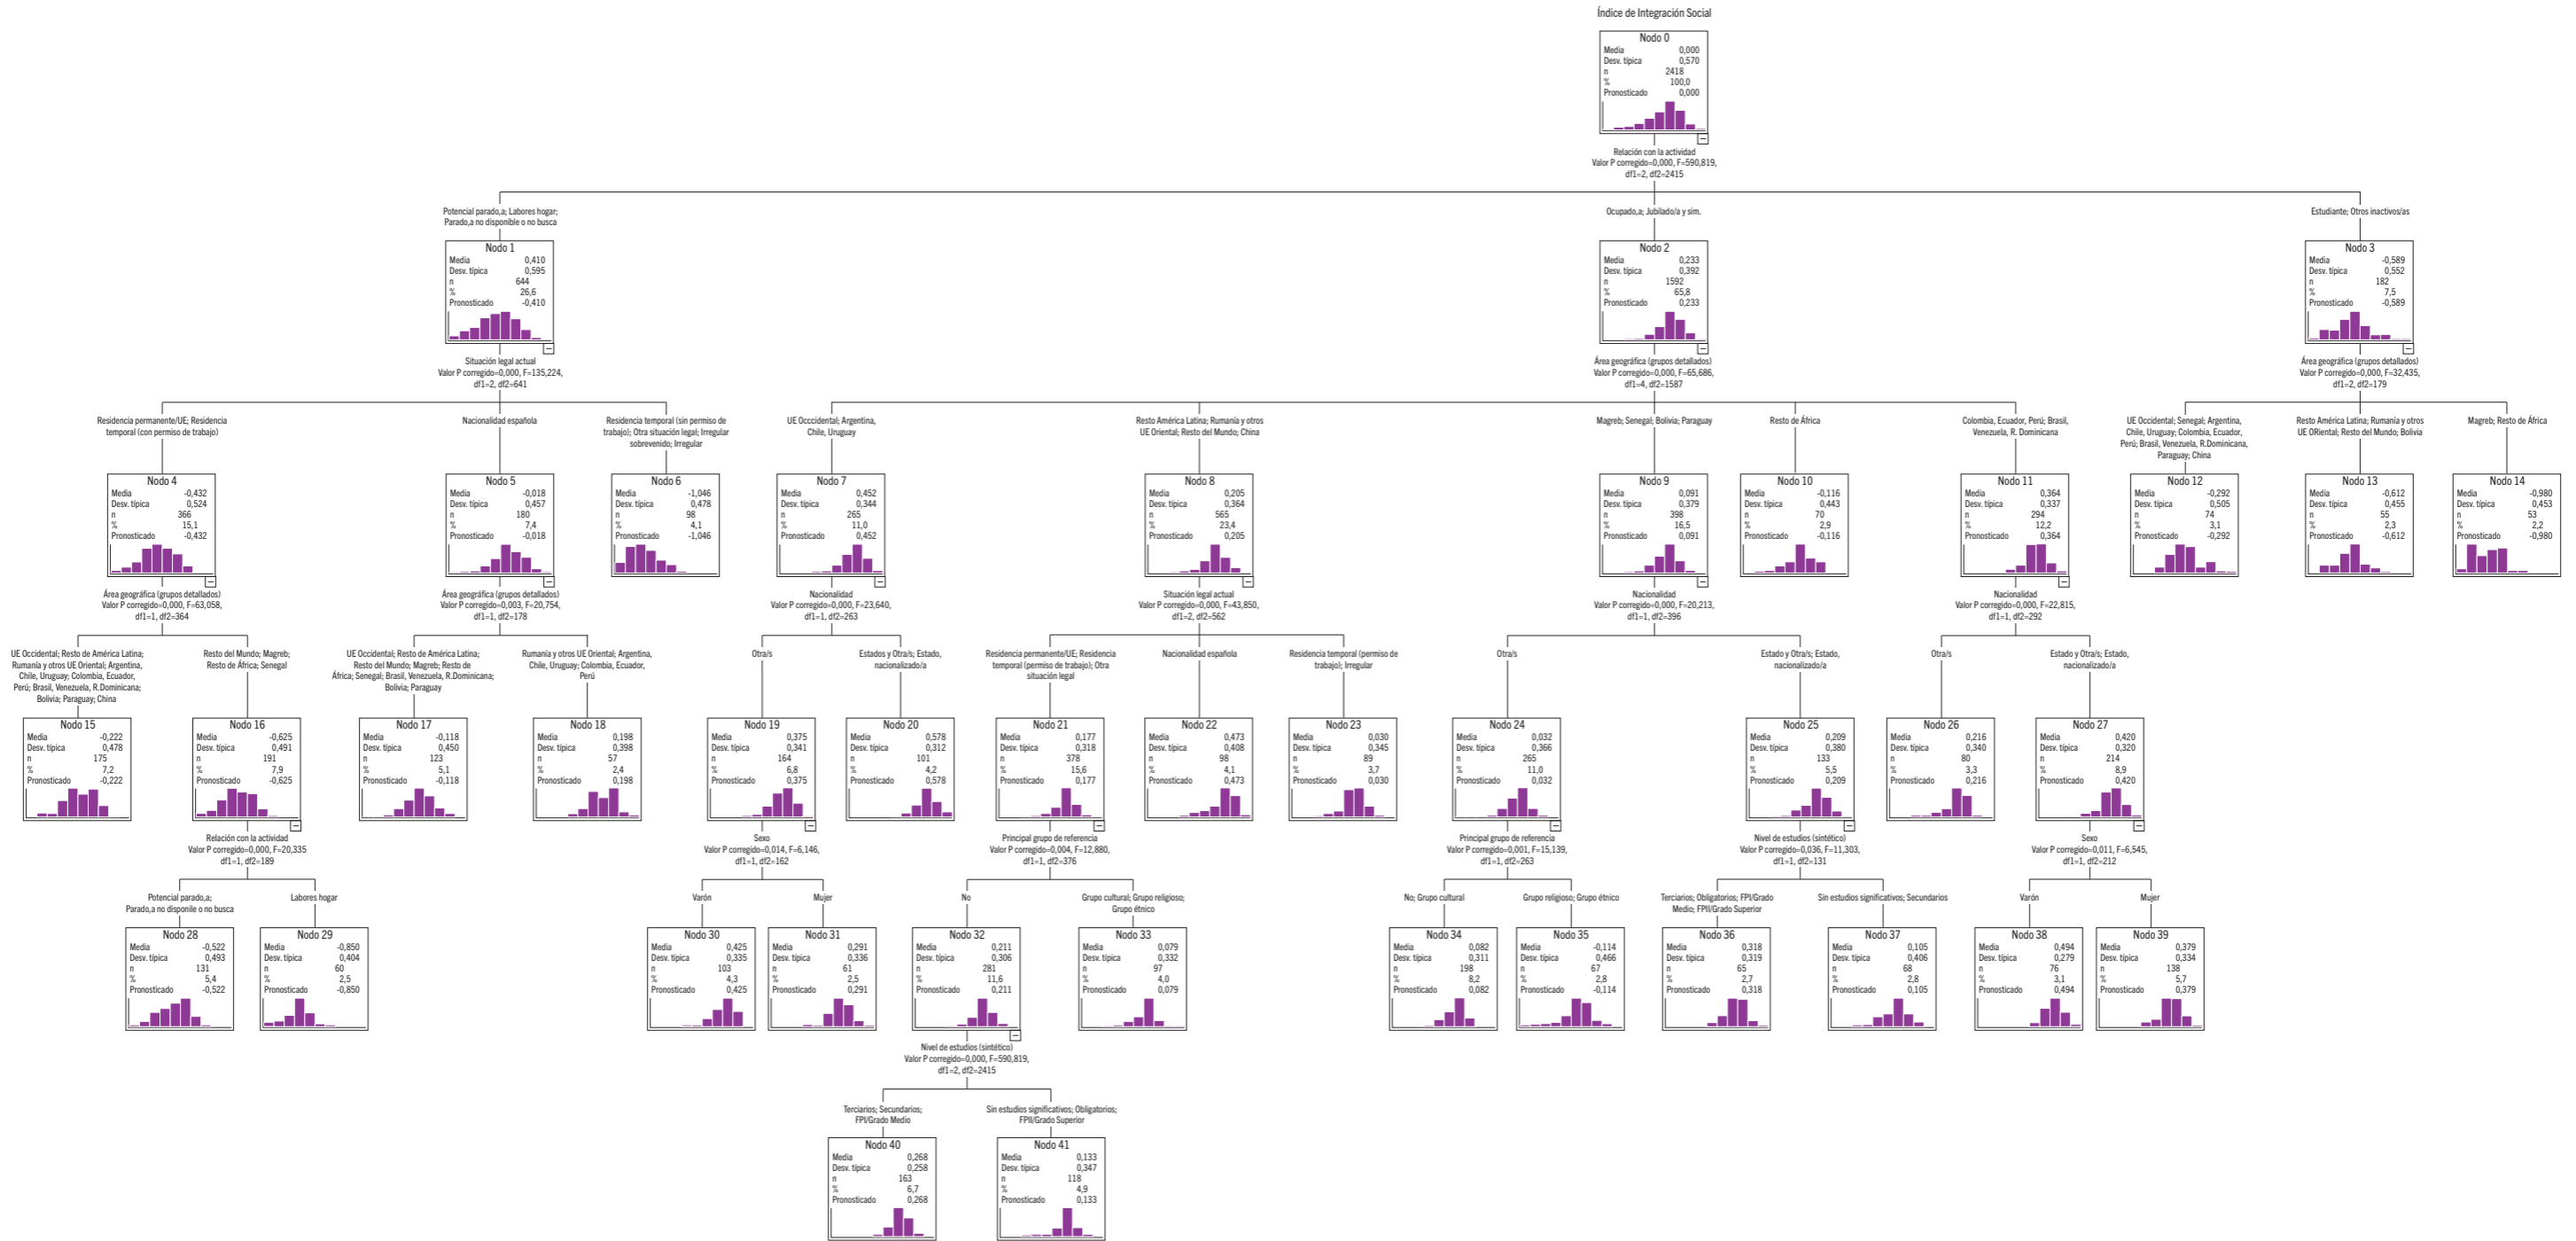 Índice de Integración Social
Nodo 0
Media 0,000
Desv. típica 0,570
n 2418
% 100,0
Pronosticado 0,000
Relación con la actividad
Valor P corregido=0,000, F=590,819,
df1=2, df2=2415
Potencial parado,a; Labores hogar;
Parado,a no disponible o no busca
Nodo 1
Media 0,410
Desv. típica 0,595
n 644
% 26,6
Pronosticado -0,410
Situación legal actual
Valor P corregido=0,000, F=135,224,
df1=2, df2=641
Ocupado,a; Jubilado/a y sim.
Nodo 2
Media 0,233
Desv. típica 0,392
n 1592
% 65,8
Pronosticado 0,233
Área geográfica (grupos detallados)
Valor P corregido=0,000, F=65,686,
df1=4, df2=1587
Estudiante; Otros inactivos/as
Nodo 3
Media -0,589
Desv. típica 0,552
n 182
% 7,5
Pronosticado -0,589
Área geográfica (grupos detallados)
Valor P corregido=0,000, F=32,435,
df1=2, df2=179
Residencia permanente/UE; Residencia
temporal (con permiso de trabajo)
Nodo 4
Media -0,432
Desv. típica 0,524
n 366
% 15,1
Pronosticado -0,432
Área geográfica (grupos detallados)
Valor P corregido=0,000, F=63,058,
df1=1, df2=364
Nacionalidad española
Nodo 5
Media -0,018
Desv. típica 0,457
n 180
% 7,4
Pronosticado -0,018
Área geográfica (grupos detallados)
Valor P corregido=0,003, F=20,754,
df1=1, df2=178
Residencia temporal (sin permiso de
trabajo); Otra situación legal; Irregular
sobrevenido; Irregular
Nodo 6
Media -1,046
Desv. típica 0,478
n 98
% 4,1
Pronosticado -1,046
UE Occcidental; Argentina,
Chile, Uruguay
Nodo 7
Media 0,452
Desv. típica 0,344
n 265
% 11,0
Pronosticado 0,452
Nacionalidad
Valor P corregido=0,000, F=23,640,
df1=1, df2=263
Resto América Latina; Rumanía y otros
UE Oriental; Resto del Mundo; China
Nodo 8
Media 0,205
Desv. típica 0,364
n 565
% 23,4
Pronosticado 0,205
Situación legal actual
Valor P corregido=0,000, F=43,850,
df1=2, df2=562
Magreb; Senegal; Bolivia; Paraguay
Nodo 9
Media 0,091
Desv. típica 0,379
n 398
% 16,5
Pronosticado 0,091
Nacionalidad
Valor P corregido=0,000, F=20,213,
df1=1, df2=396
Resto de África
Nodo 10
Media -0,116
Desv. típica 0,443
n 70
% 2,9
Pronosticado -0,116
Colombia, Ecuador, Perú; Brasil,
Venezuela, R. Dominicana
Nodo 11
Media 0,364
Desv. típica 0,337
n 294
% 12,2
Pronosticado 0,364
Nacionalidad
Valor P corregido=0,000, F=22,815,
df1=1, df2=292
UE Occidental; Senegal; Argentina,
Chile, Uruguay; Colombia, Ecuador,
Perú; Brasil, Venezuela, R.Dominicana,
Paraguay; China
Nodo 12
Media -0,292
Desv. típica 0,505
n 74
% 3,1
Pronosticado -0,292
Resto América Latina; Rumanía y otros
UE ORiental; Resto del Mundo; Bolivia
Nodo 13
Media -0,612
Desv. típica 0,455
n 55
% 2,3
Pronosticado -0,612
Magreb; Resto de África
Nodo 14
Media -0,980
Desv. típica 0,453
n 53
% 2,2
Pronosticado -0,980
UE Occidental; Resto de América Latina;
Rumanía y otros UE Oriental; Argentina,
Chile, Uruguay; Colombia, Ecuador,
Perú; Brasil, Venezuela, R.Dominicana;
Bolivia; Paraguay; China
Nodo 15
Media -0,222
Desv. típica 0,478
n 175
% 7,2
Pronosticado -0,222
Resto del Mundo; Magreb;
Resto de África; Senegal
Nodo 16
Media -0,625
Desv. típica 0,491
n 191
% 7,9
Pronosticado -0,625
Relación con la actividad
Valor P corregido=0,000, F=20,335
df1=1, df2=189
UE Occidental; Resto de América Latina;
Resto del Mundo; Magreb; Resto de
África; Senegal; Brasil, Venezuela, R.Dominicana;
Bolivia; Paraguay
Nodo 17
Media -0,118
Desv. típica 0,450
n 123
% 5,1
Pronosticado -0,118
Rumanía y otros UE Oriental; Argentina,
Chile, Uruguay; Colombia, Ecuador,
Perú
Nodo 18
Media 0,198
Desv. típica 0,398
n 57
% 2,4
Pronosticado 0,198
Otra/s
Nodo 19
Media 0,375
Desv. típica 0,341
n 164
% 6,8
Pronosticado 0,375
Sexo
Valor P corregido=0,014, F=6,146,
df1=1, df2=162
Estados y Otra/s; Estado,
nacionalizado/a
Nodo 20
Media 0,578
Desv. típica 0,312
n 101
% 4,2
Pronosticado 0,578
Residencia permanente/UE; Residencia
temporal (permiso de trabajo); Otra
situación legal
Nodo 21
Media 0,177
Desv. típica 0,318
n 378
% 15,6
Pronosticado 0,177
Principal grupo de referencia
Valor P corregido=0,004, F=12,880,
df1=1, df2=376
Nacionalidad española
Nodo 22
Media 0,473
Desv. típica 0,408
n 98
% 4,1
Pronosticado 0,473
Residencia temporal (permiso de
trabajo); Irregular
Nodo 23
Media 0,030
Desv. típica 0,345
n 89
% 3,7
Pronosticado 0,030
Otra/s
Nodo 24
Media 0,032
Desv. típica 0,366
n 265
% 11,0
Pronosticado 0,032
Principal grupo de referencia
Valor P corregido=0,001, F=15,139,
df1=1, df2=263
Estado y Otra/s; Estado,
nacionalizado/a
Nodo 25
Media 0,209
Desv. típica 0,380
n 133
% 5,5
Pronosticado 0,209
Nivel de estudios (sintético)
Valor P corregido=0,036, F=11,303,
df1=1, df2=131
Otra/s
Nodo 26
Media 0,216
Desv. típica 0,340
n 80
% 3,3
Pronosticado 0,216
Estado y Otra/s; Estado,
nacionalizado/a
Nodo 27
Media 0,420
Desv. típica 0,320
n 214
% 8,9
Pronosticado 0,420
Sexo
Valor P corregido=0,011, F=6,545,
df1=1, df2=212
Potencial parado,a;
Parado,a no disponile o no busca
Nodo 28
Media -0,522
Desv. típica 0,493
n 131
% 5,4
Pronosticado -0,522
Labores hogar
Nodo 29
Media -0,850
Desv. típica 0,404
n 60
% 2,5
Pronosticado -0,850
Varón
Nodo 30
Media 0,425
Desv. típica 0,335
n 103
% 4,3
Pronosticado 0,425
Mujer
Nodo 31
Media 0,291
Desv. típica 0,336
n 61
% 2,5
Pronosticado 0,291
No
Nodo 32
Media 0,211
Desv. típica 0,306
n 281
% 11,6
Pronosticado 0,211
Nivel de estudios (sintético)
Valor P corregido=0,000, F=590,819,
df1=2, df2=2415
Grupo cultural; Grupo religioso;
Grupo étnico
Nodo 33
Media 0,079
Desv. típica 0,332
n 97
% 4,0
Pronosticado 0,079
No; Grupo cultural
Nodo 34
Media 0,082
Desv. típica 0,311
n 198
% 8,2
Pronosticado 0,082
Grupo religioso; Grupo étnico
Nodo 35
Media -0,114
Desv. típica 0,466
n 67
% 2,8
Pronosticado -0,114
Terciarios; Obligatorios; FPI/Grado
Medio; FPII/Grado Superior
Nodo 36
Media 0,318
Desv. típica 0,319
n 65
% 2,7
Pronosticado 0,318
Sin estudios significativos; Secundarios
Nodo 37
Media 0,105
Desv. típica 0,406
n 68
% 2,8
Pronosticado 0,105
Varón
Nodo 38
Media 0,494
Desv. típica 0,279
n 76
% 3,1
Pronosticado 0,494
Mujer
Nodo 39
Media 0,379
Desv. típica 0,334
n 138
% 5,7
Pronosticado 0,379
Terciarios; Secundarios;
FPI/Grado Medio
Nodo 40
Media 0,268
Desv. típica 0,258
n 163
% 6,7
Pronosticado 0,268
Sin estudios significativos; Obligatorios;
FPII/Grado Superior
Nodo 41
Media 0,133
Desv. típica 0,347
n 118
% 4,9
Pronosticado 0,133